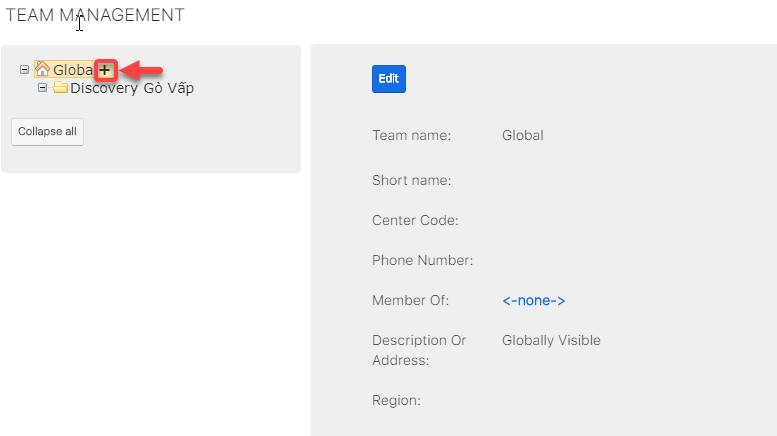 TEAM MANAGEMENT
Global
Discovery Gò Vấp
Collapse all
Edit
Team name: Global
Short name:
Center Code:
Phone Number:
Member Of: <-none->
Description Or Address: Globally Visible
Region: